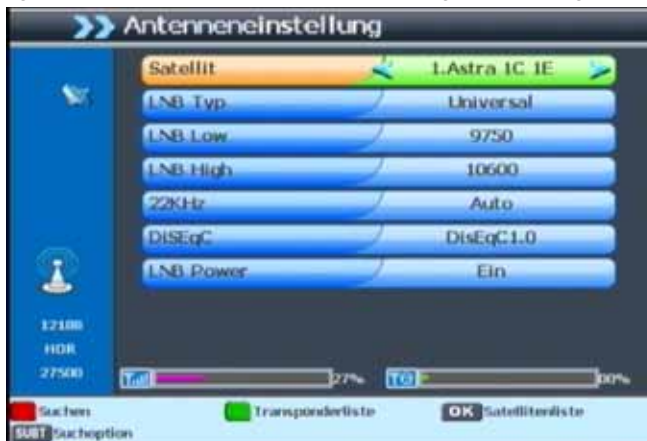 Antenneneinstellung
Satellit 1.Astra 1C 1E
LNB Typ Universal
LNB Low 9750
LNB High 10600
22KHz Auto
DISEqC DisEqC1.0
LNB Power Ein
HOR
27500
27% 00%
Suchen Transponderliste OK Satellitenliste
SUBT Suchoption